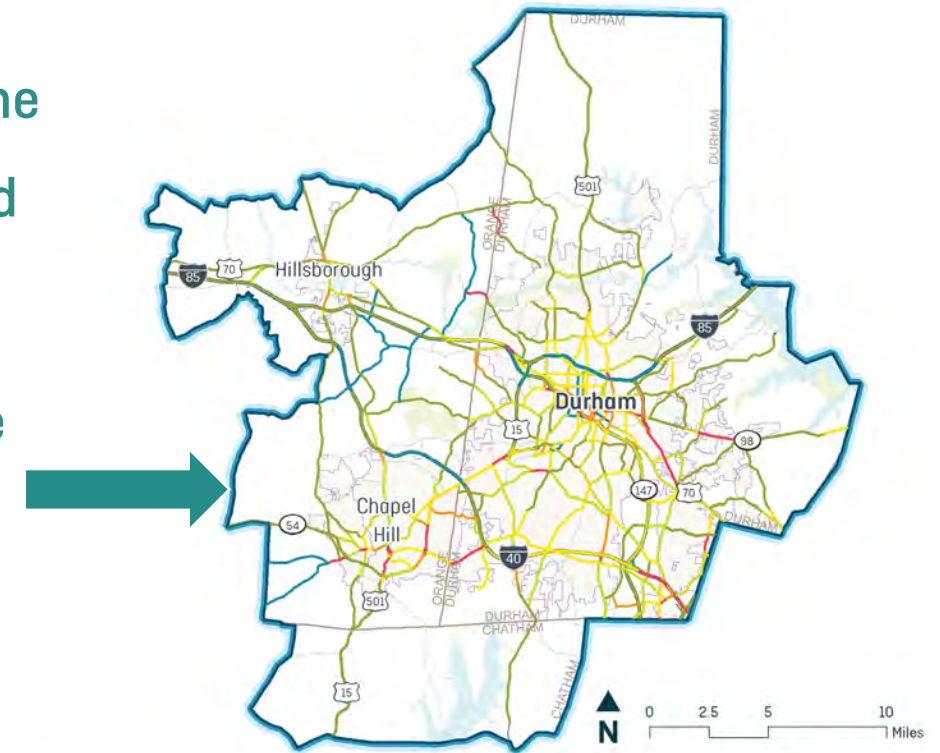 ne
d
e
DURHAM
DURHAM
501
ORANGE
DURHAM
70
Hillsborough
85
85
Durham
15
98
147
70
Chapel
Hill
54
DURHAM
40
501
ORANGE
DURHAM
DURHAM
CHATHAM
CHATHAM
15
N
0 2.5 5 10
Miles